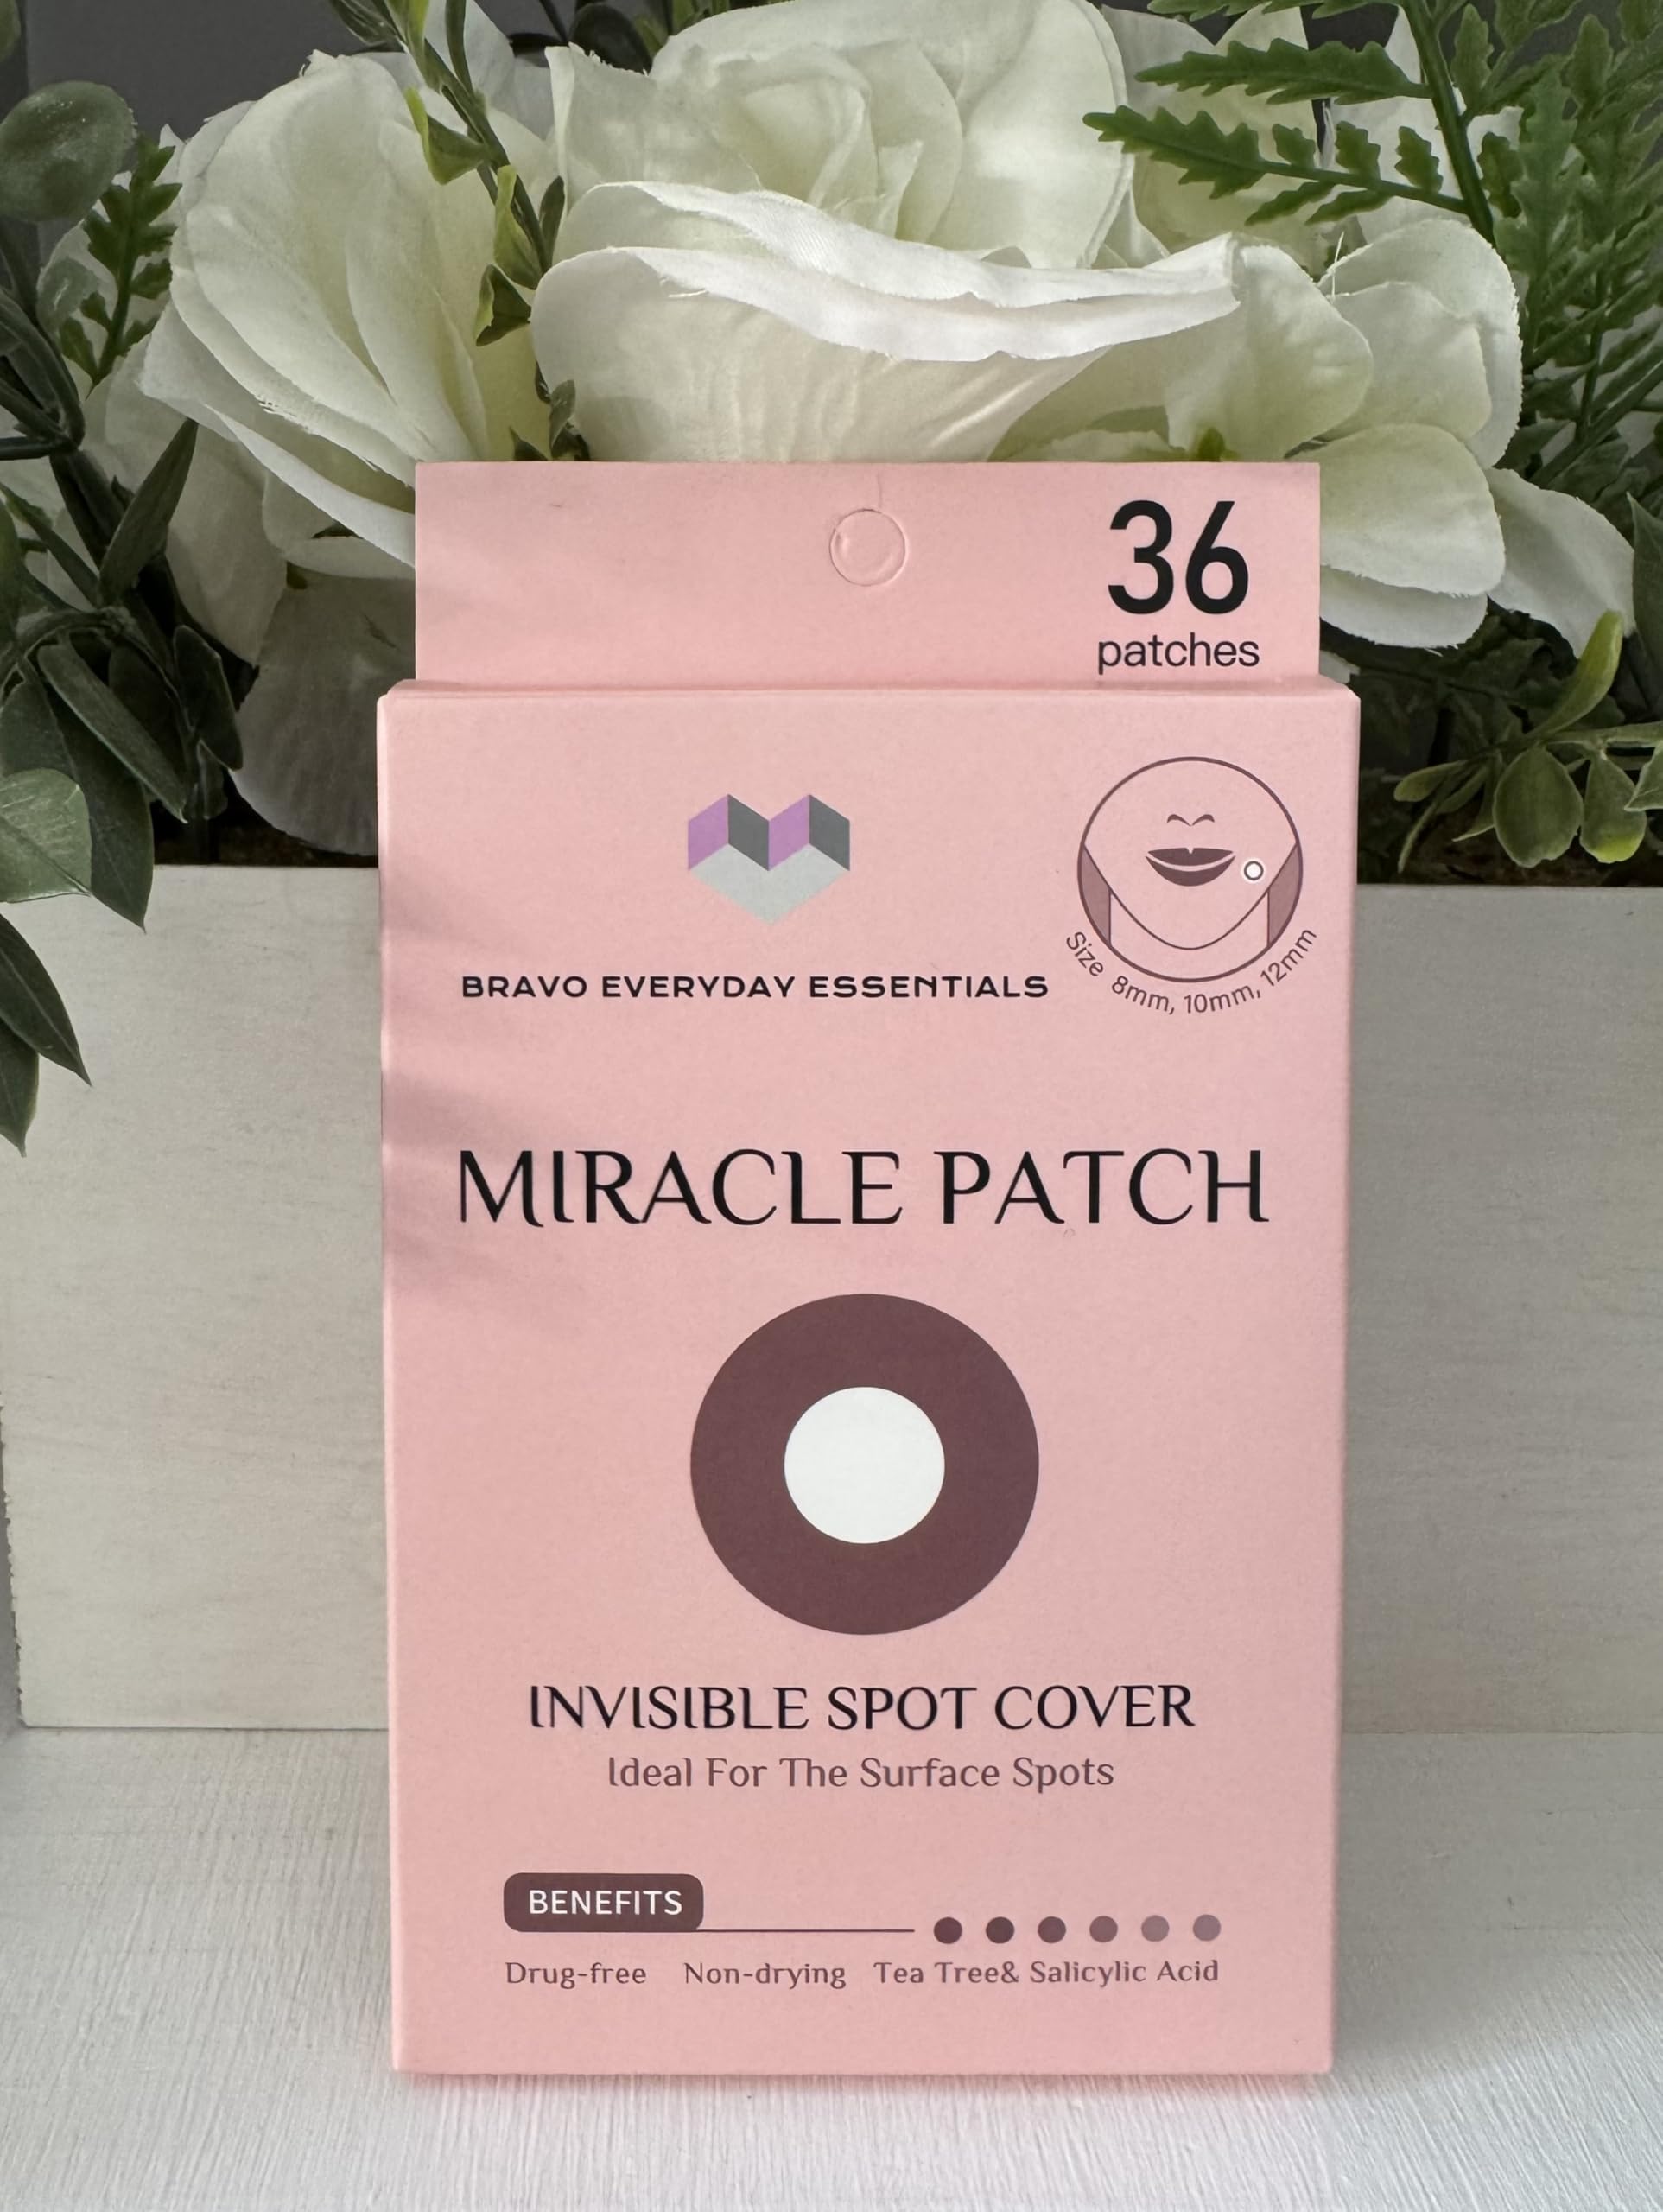 36
patches
BRAVO EVERYDAY ESSENTIALS
Size 8mm, 10mm, 12mm
MIRACLE PATCH
INVISIBLE SPOT COVER
Ideal For The Surface Spots
BENEFITS
Drug-free Non-drying Tea Tree& Salicylic Acid